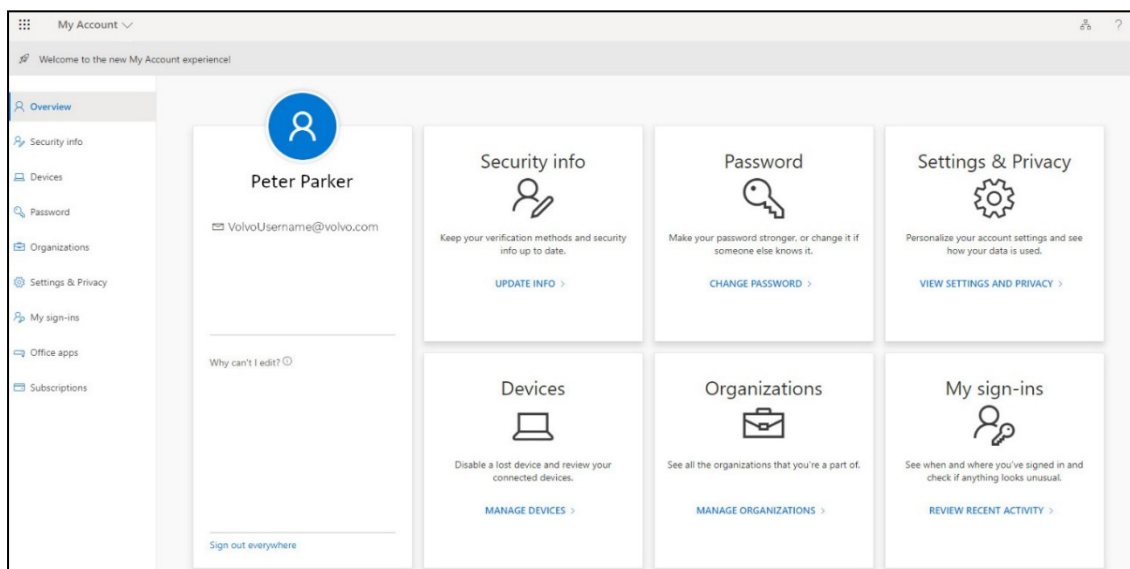 My Account
?
Welcome to the new My Account experience!
Overview
Security info
Devices
Password
Organizations
Settings & Privacy
My sign-ins
Office apps
Subscriptions
Peter Parker
VolvoUsername@volvo.com
Why can't I edit?
Sign out everywhere
Security info
Keep your verification methods and security
info up to date.
UPDATE INFO >
Password
Make your password stronger, or change it if
someone else knows it.
CHANGE PASSWORD >
Settings & Privacy
Personalize your account settings and see
how your data is used.
VIEW SETTINGS AND PRIVACY >
Devices
Disable a lost device and review your
connected devices.
MANAGE DEVICES >
Organizations
See all the organizations that you're a part of.
MANAGE ORGANIZATIONS >
My sign-ins
See when and where you've signed in and
check if anything looks unusual.
REVIEW RECENT ACTIVITY >